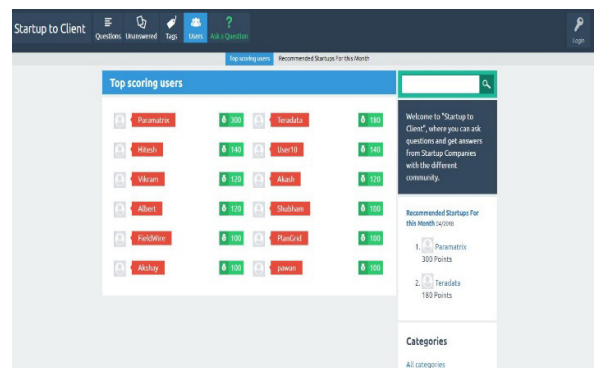 Startup to Client
Questions Unanswered Tags Users Ask a Question
Login
Top scoring users Recommended Startups For this Month
Top scoring users
Paramatrix 300 Teradata 180
Hitesh 140 User10 140
Vikram 120 Akash 120
Albert 120 Shubham 100
FieldWire 100 PlanGrid 100
Akshay 100 pawan 100
Welcome to "Startup to
Client", where you can ask
questions and get answers
from Startup Companies
with the different
community.
Recommended Startups For
this Month 04/2018
1. Paramatrix
300 Points
2. Teradata
180 Points
Categories
All categories